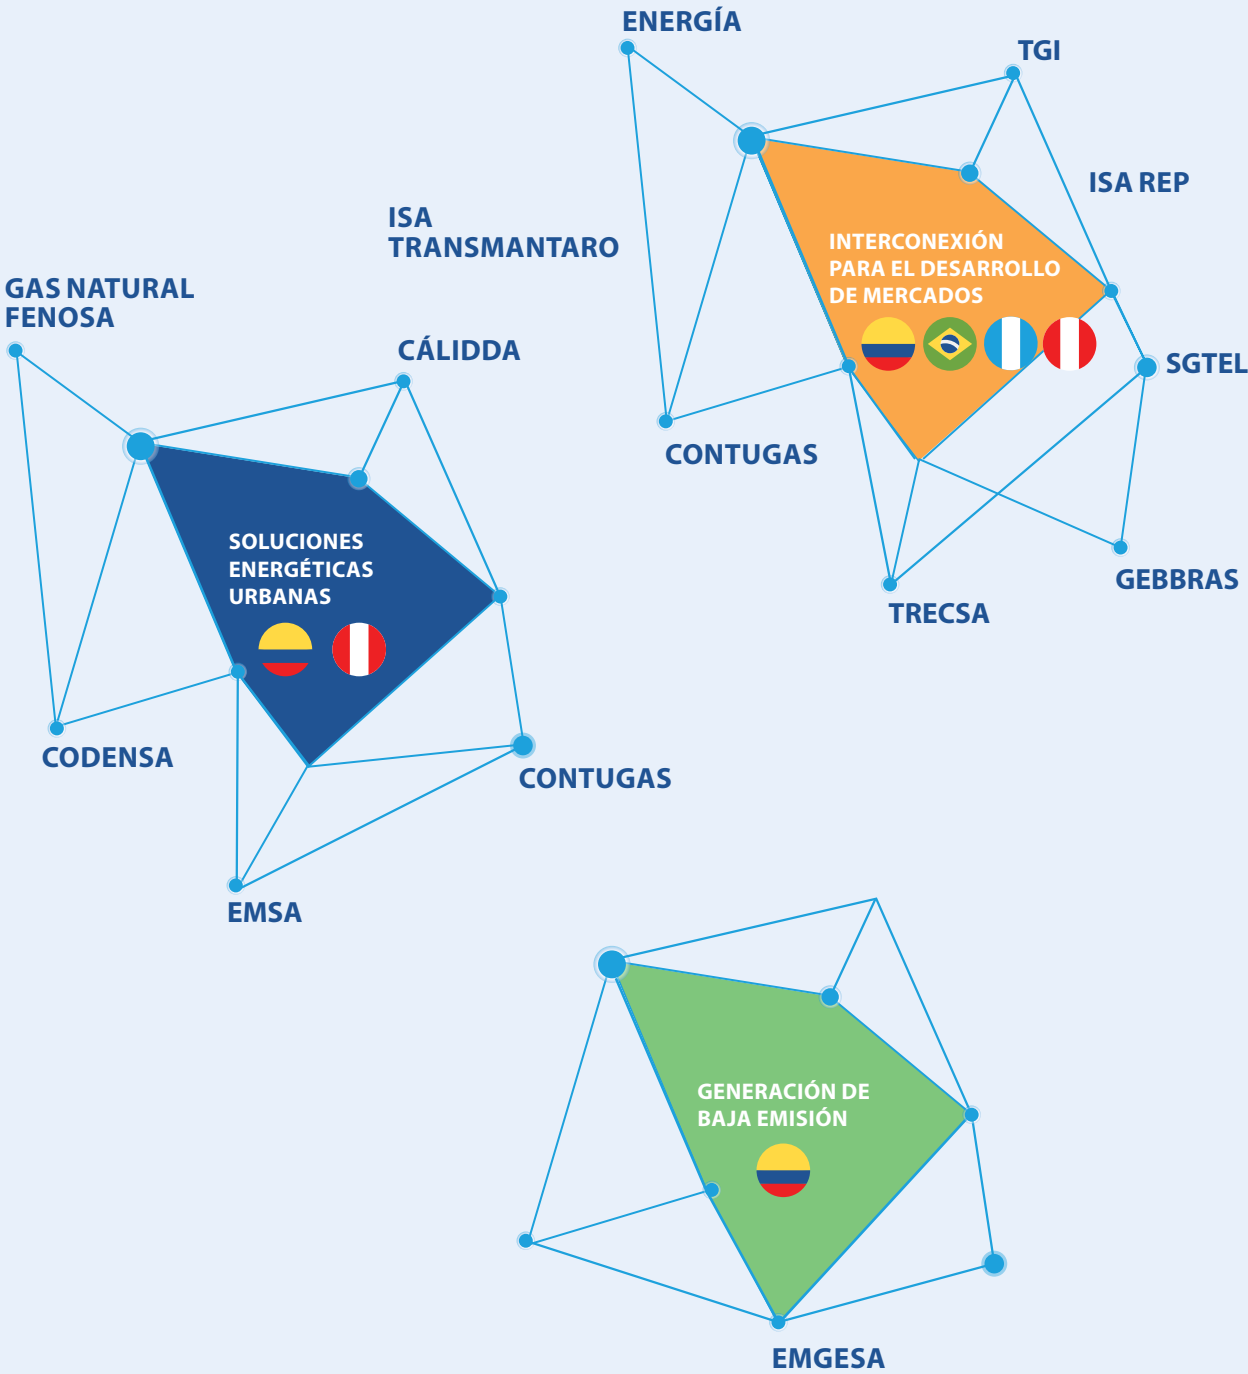 ENERGÍA
TGI
ISA REP
ISA
TRANSMANTARO
INTERCONEXIÓN
PARA EL DESARROLLO
DE MERCADOS
SGTEL
CONTUGAS
GEBBRAS
TRECSA
GAS NATURAL
FENOSA
CÁLIDDA
SOLUCIONES
ENERGÉTICAS
URBANAS
CODENSA
CONTUGAS
EMSA
GENERACIÓN DE
BAJA EMISIÓN
EMGESA